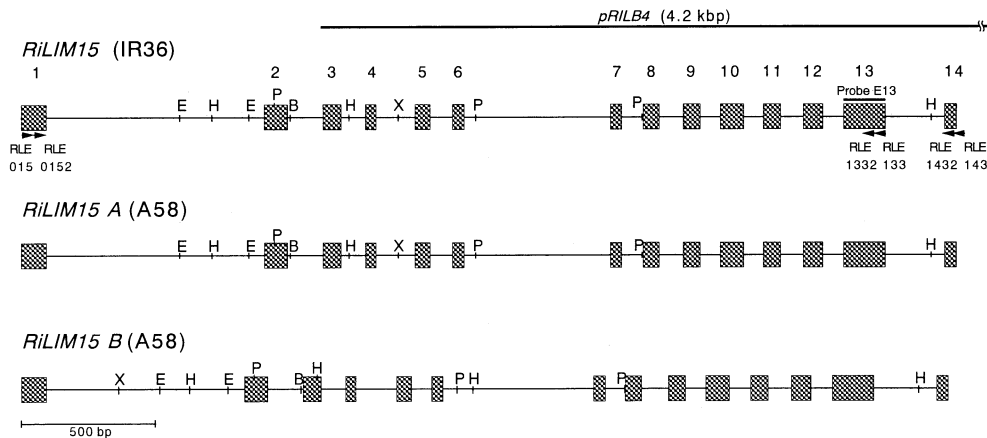 pRILB4 (4.2 kbp)
RiLIM15 (IR36)
1 2 3 4 5 6 7 8 9 10 11 12 13 14
P Probe E13
E H E B H X P P H
RLE RLE RLE RLE RLE RLE
015 0152 1332 133 1432 143
RiLIM15 A (A58)
P
E H E B H X P P H
RiLIM15 B (A58)
P H
X E H E B P H P H
500 bp